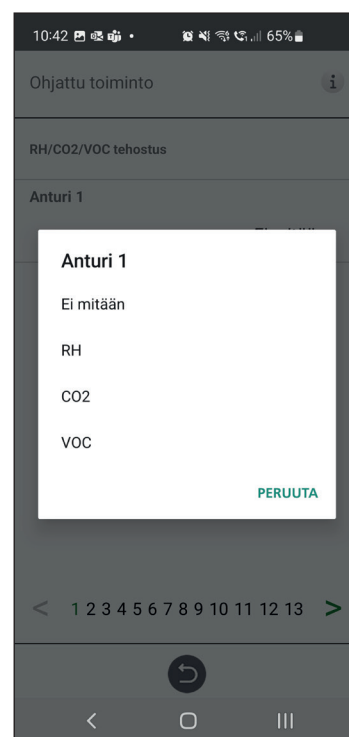 10:42 65%
Ohjattu toiminto i
RH/CO2/VOC tehostus
Anturi 1
Anturi 1
Ei mitään
RH
CO2
VOC
PERUUTA
< 1 2 3 4 5 6 7 8 9 10 11 12 13 >